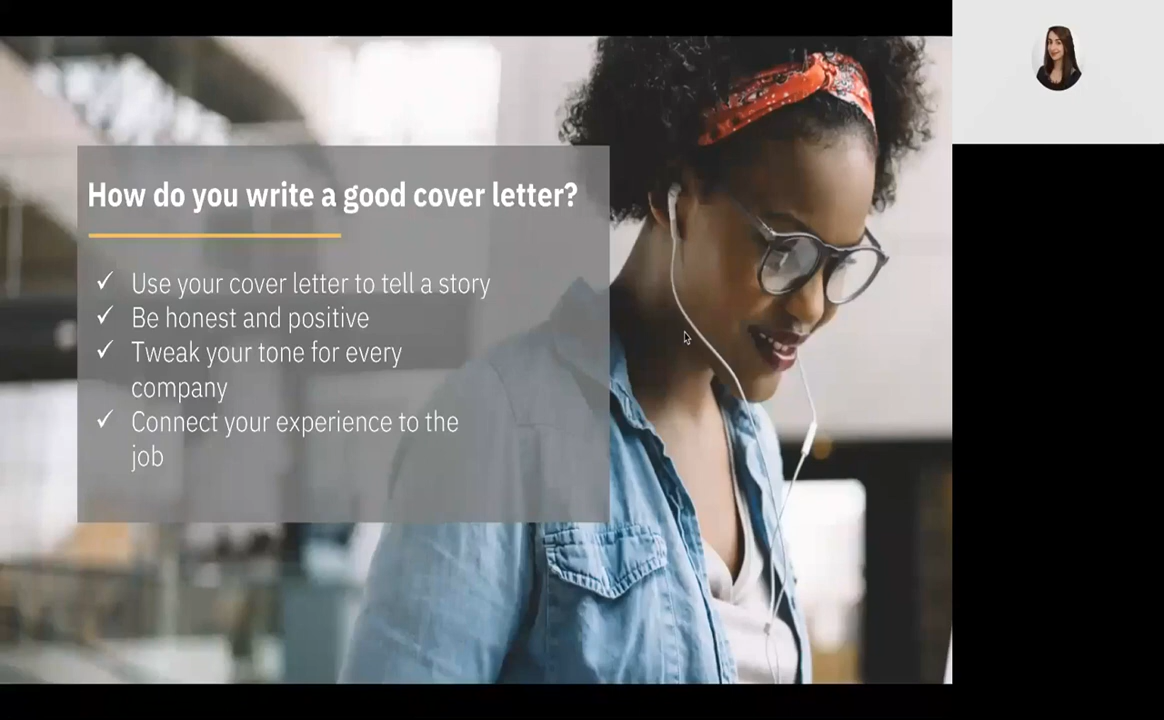 How do you write a good cover letter?
✓ Use your cover letter to tell a story
✓ Be honest and positive
✓ Tweak your tone for every
company
✓ Connect your experience to the
job